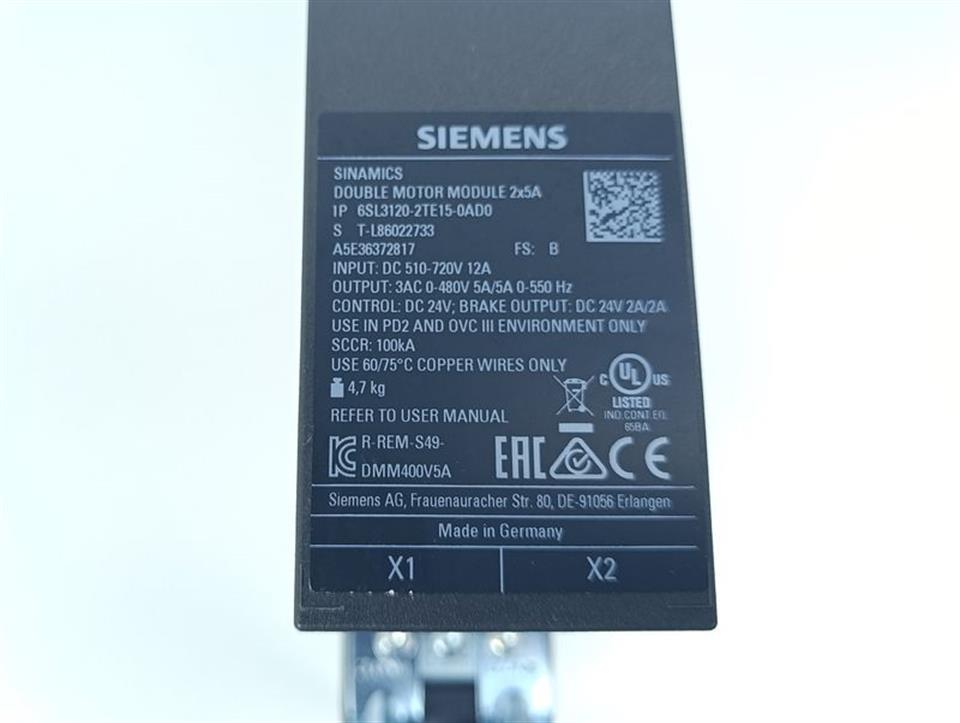 SIEMENS
SINAMICS
DOUBLE MOTOR MODULE 2x5A
1P 6SL3120-2TE15-0AD0
S T-L86022733
A5E36372817 FS: B
INPUT: DC 510-720V 12A
OUTPUT: 3AC 0-480V 5A/5A 0-550 Hz
CONTROL: DC 24V; BRAKE OUTPUT: DC 24V 2A/2A
USE IN PD2 AND OVC III ENVIRONMENT ONLY
SCCR: 100kA
USE 60/75°C COPPER WIRES ONLY
4,7 kg
C UL US
LISTED
IND.CONT.EQ.
65BA
REFER TO USER MANUAL
R-REM-S49-
DMM400V5A
EAC CE
Siemens AG, Frauenauracher Str. 80, DE-91056 Erlangen
Made in Germany
X1 X2